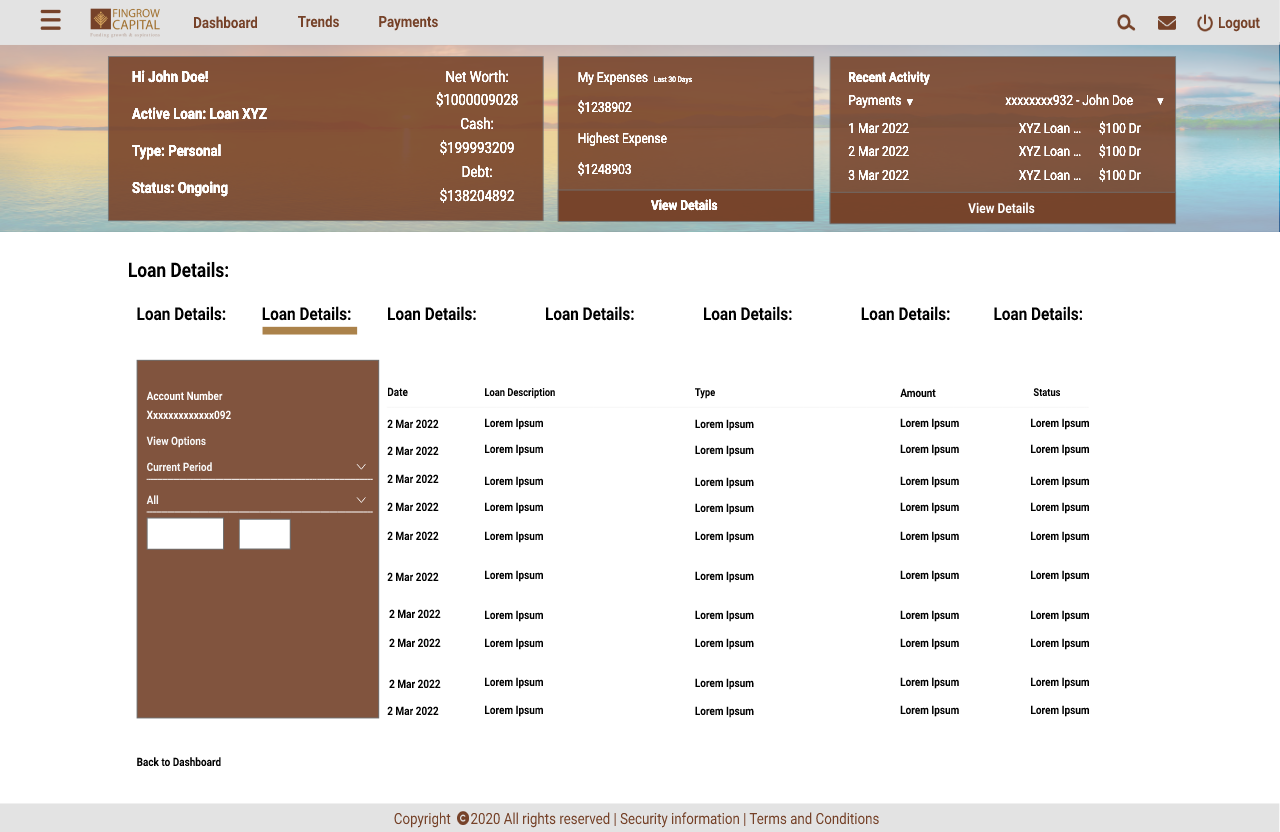 FINGROW
CAPITAL
Dashboard
Trends
Payments
Logout
Hi John Doe!
Active Loan: Loan XYZ
Type: Personal
Status: Ongoing
Net Worth:
$1000009028
Cash:
$199993209
Debt:
$138204892
My Expenses Last 30 Days
$1238902
Highest Expense
$1248903
View Details
Recent Activity
Payments ▼ xxxxxxxx932 - John Doe ▼
1 Mar 2022 XYZ Loan ... $100 Dr
2 Mar 2022 XYZ Loan ... $100 Dr
3 Mar 2022 XYZ Loan ... $100 Dr
View Details
Loan Details:
Loan Details: Loan Details: Loan Details: Loan Details: Loan Details: Loan Details: Loan Details:
Account Number
Xxxxxxxxxxxxx092
View Options
Current Period
All
Date Loan Description Type Amount Status
2 Mar 2022 Lorem Ipsum Lorem Ipsum Lorem Ipsum Lorem Ipsum
2 Mar 2022 Lorem Ipsum Lorem Ipsum Lorem Ipsum Lorem Ipsum
2 Mar 2022 Lorem Ipsum Lorem Ipsum Lorem Ipsum Lorem Ipsum
2 Mar 2022 Lorem Ipsum Lorem Ipsum Lorem Ipsum Lorem Ipsum
2 Mar 2022 Lorem Ipsum Lorem Ipsum Lorem Ipsum Lorem Ipsum
2 Mar 2022 Lorem Ipsum Lorem Ipsum Lorem Ipsum Lorem Ipsum
2 Mar 2022 Lorem Ipsum Lorem Ipsum Lorem Ipsum Lorem Ipsum
2 Mar 2022 Lorem Ipsum Lorem Ipsum Lorem Ipsum Lorem Ipsum
2 Mar 2022 Lorem Ipsum Lorem Ipsum Lorem Ipsum Lorem Ipsum
2 Mar 2022 Lorem Ipsum Lorem Ipsum Lorem Ipsum Lorem Ipsum
Back to Dashboard
Copyright ©2020 All rights reserved | Security information | Terms and Conditions